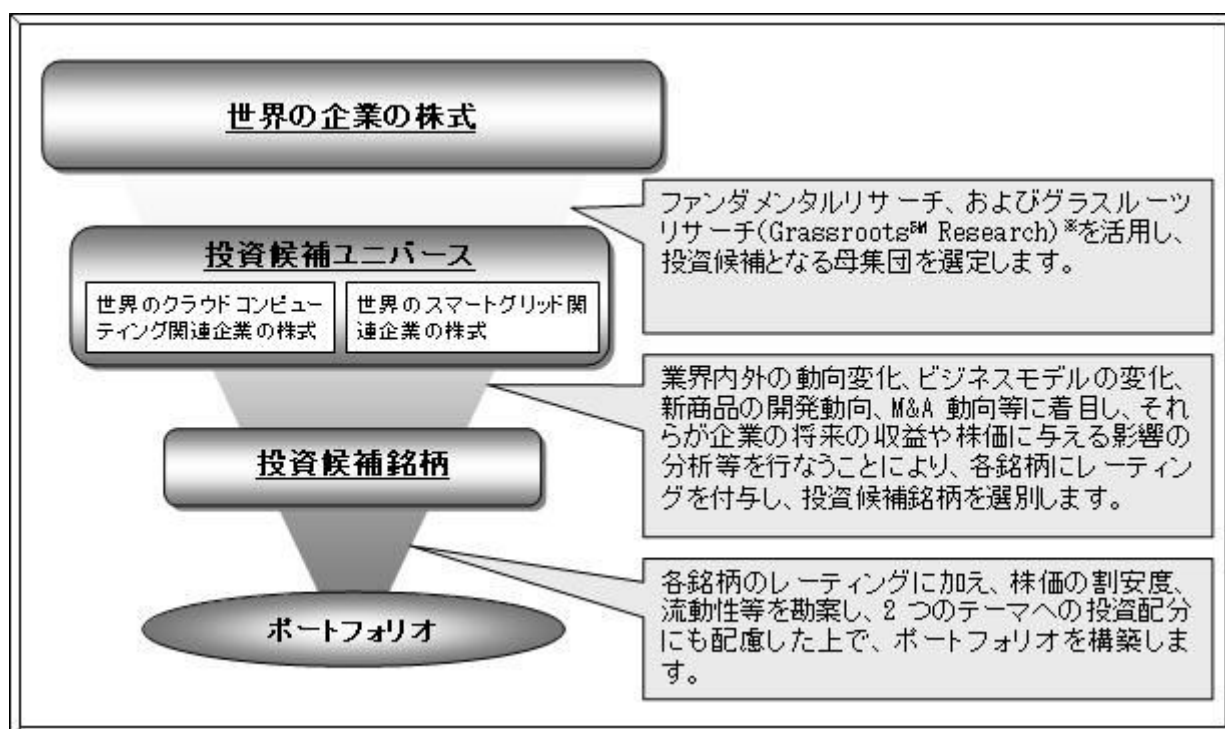 世界の企業の株式
ファンダメンタルリサーチ、およびグラスルーツ
リサーチ(Grassroots℠ Research)※を活用し、
投資候補となる母集団を選定します。
投資候補ユニバース
世界のクラウドコンピュー
ティング関連企業の株式
世界のスマートグリッド関
連企業の株式
業界内外の動向変化、ビジネスモデルの変化、
新商品の開発動向、M&A 動向等に着目し、それ
らが企業の将来の収益や株価に与える影響の
分析等を行なうことにより、各銘柄にレーティン
グを付与し、投資候補銘柄を選別します。
投資候補銘柄
各銘柄のレーティングに加え、株価の割安度、
流動性等を勘案し、2 つのテーマへの投資配分
にも配慮した上で、ポートフォリオを構築しま
す。
ポートフォリオ